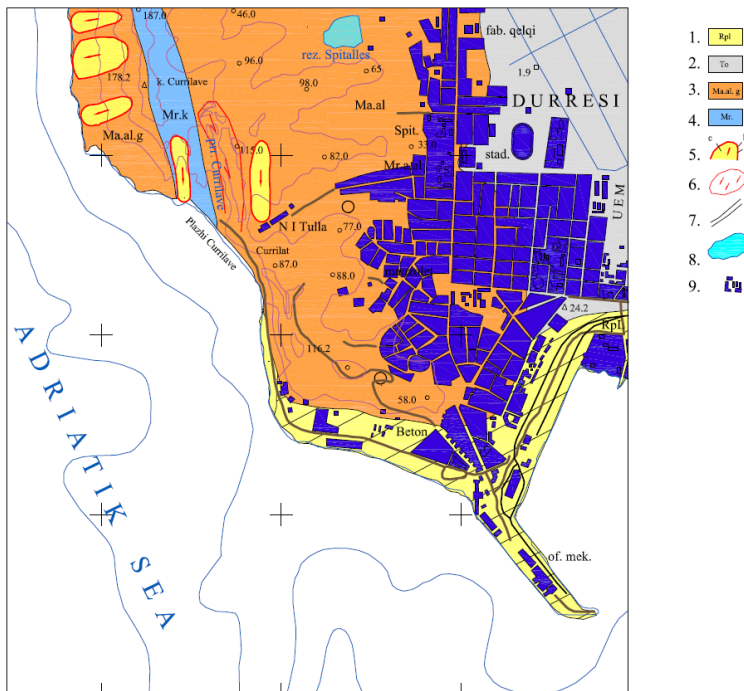 187.0
46.0
fab. qelqi
96.0
rez. Spitalles
65
1.9
178.2
k. Currilave
98.0
DURRESI
Mr.k
Ma.al
Ma.al.g
Spit.
33.0
stad.
115.0
prr. Currilave
82.0
UEM
Plazhi Currilave
N I Tulla
77.0
Currilat
87.0
88.0
24.2
Rpl
116.2
58.0
Beton
of. mek.
ADRIATIK SEA
1. Rpl
2. To
3. Ma.al. g
4. Mr.
5. c
6.
7.
8.
9.